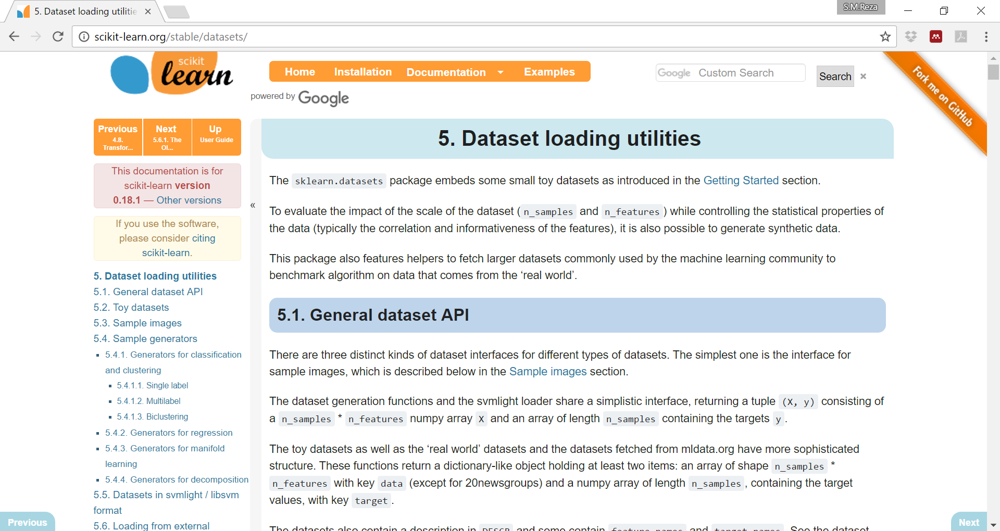 5. Dataset loading utilitie
S.M.Reza
scikit-learn.org/stable/datasets/
scikit
learn
Home Installation Documentation Examples
Google Custom Search
Search ×
powered by Google
Fork me on GitHub
Previous Next Up
4.8. Transfor... 5.6.1. The Ol... User Guide
This documentation is for
scikit-learn version
0.18.1 — Other versions
If you use the software,
please consider citing
scikit-learn.
5. Dataset loading utilities
5.1. General dataset API
5.2. Toy datasets
5.3. Sample images
5.4. Sample generators
5.4.1. Generators for classification
and clustering
5.4.1.1. Single label
5.4.1.2. Multilabel
5.4.1.3. Biclustering
5.4.2. Generators for regression
5.4.3. Generators for manifold
learning
5.4.4. Generators for decomposition
5.5. Datasets in svmlight / libsvm
format
5.6. Loading from external
«
5. Dataset loading utilities
The sklearn.datasets package embeds some small toy datasets as introduced in the Getting Started section.
To evaluate the impact of the scale of the dataset ( n_samples and n_features ) while controlling the statistical properties of
the data (typically the correlation and informativeness of the features), it is also possible to generate synthetic data.
This package also features helpers to fetch larger datasets commonly used by the machine learning community to
benchmark algorithm on data that comes from the ‘real world’.
5.1. General dataset API
There are three distinct kinds of dataset interfaces for different types of datasets. The simplest one is the interface for
sample images, which is described below in the Sample images section.
The dataset generation functions and the svmlight loader share a simplistic interface, returning a tuple (X, y) consisting of
a n_samples * n_features numpy array X and an array of length n_samples containing the targets y .
The toy datasets as well as the ‘real world’ datasets and the datasets fetched from mldata.org have more sophisticated
structure. These functions return a dictionary-like object holding at least two items: an array of shape n_samples *
n_features with key data (except for 20newsgroups) and a numpy array of length n_samples , containing the target
values, with key target .
The datasets also contain a description in DESCR and some contain feature_names and target_names . See the dataset
Previous
Next